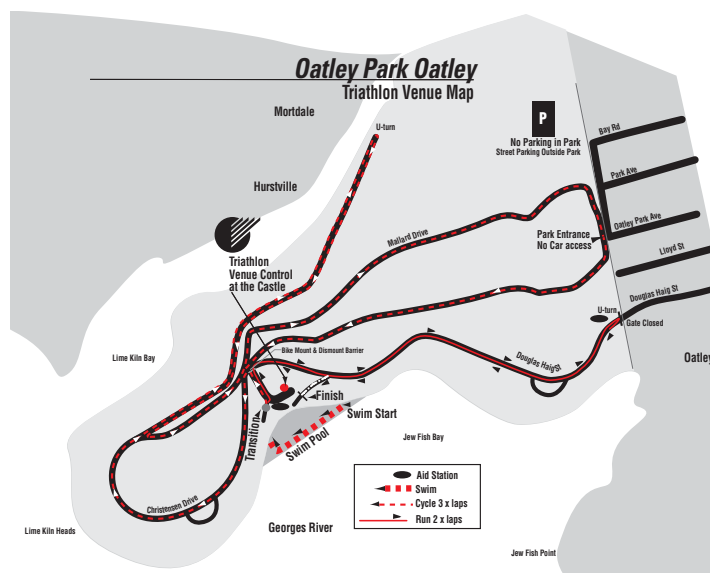 Oatley Park Oatley
Triathlon Venue Map
Mortdale
U-turn
P
No Parking in Park
Street Parking Outside Park
Bay Rd
Park Ave
Hurstville
Oatley Park Ave
Mallard Drive
Park Entrance
No Car access
Lloyd St
Triathlon
Venue Control
at the Castle
Douglas Haig St
U-turn
Gate Closed
Lime Kiln Bay
Bike Mount & Dismount Barrier
Douglas HaigSt
Oatley
Finish
Swim Start
Transition
Swim Pool
Jew Fish Bay
Aid Station
Swim
Cycle 3 x laps
Run 2 x laps
Christensen Drive
Georges River
Lime Kiln Heads
Jew Fish Point